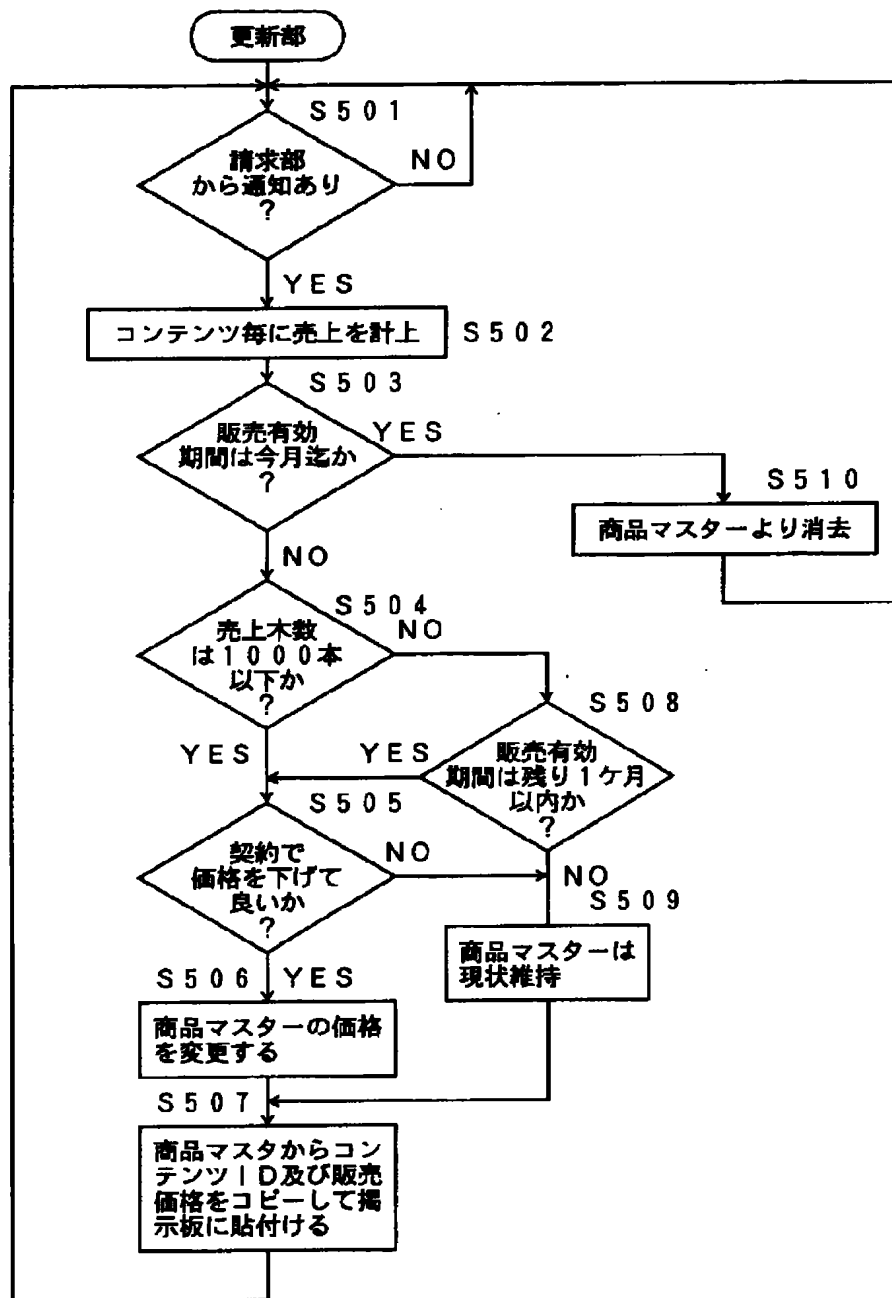 更新部
S501
請求部
から通知あり
?
NO
YES
コンテンツ毎に売上を計上
S502
S503
販売有効
期間は今月迄か
?
YES
S510
商品マスターより消去
NO
S504
売上本数
は1000本
以下か
?
NO
S508
YES
YES
販売有効
期間は残り1ケ月
以内か
?
S505
契約で
価格を下げて
良いか
?
NO
NO
S509
商品マスターは
現状維持
S506
YES
商品マスターの価格
を変更する
S507
商品マスタからコン
テンツID及び販売
価格をコピーして掲
示板に貼付ける